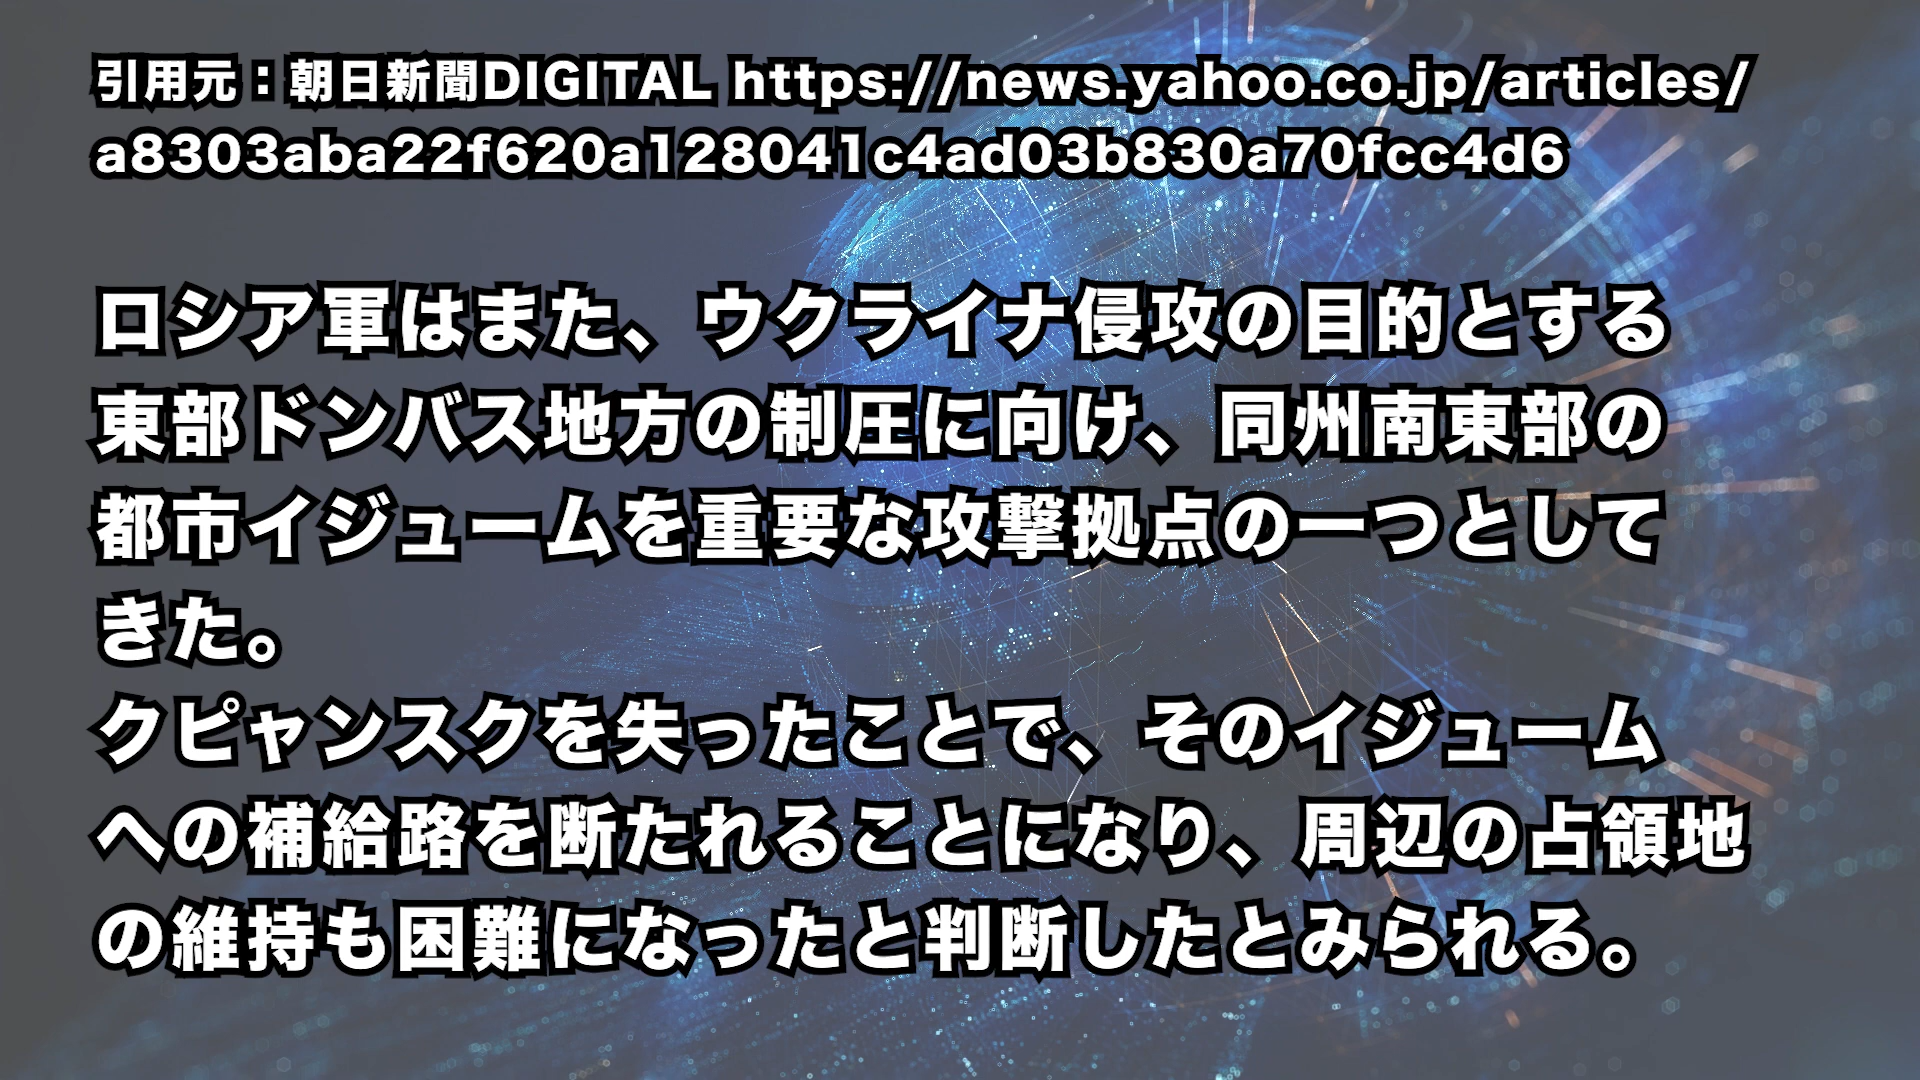 引用元：朝日新聞DIGITAL https://news.yahoo.co.jp/articles/
a8303aba22f620a128041c4ad03b830a70fcc4d6
ロシア軍はまた、ウクライナ侵攻の目的とする
東部ドンバス地方の制圧に向け、同州南東部の
都市イジュームを重要な攻撃拠点の一つとして
きた。
クピャンスクを失ったことで、そのイジューム
への補給路を断たれることになり、周辺の占領地
の維持も困難になったと判断したとみられる。